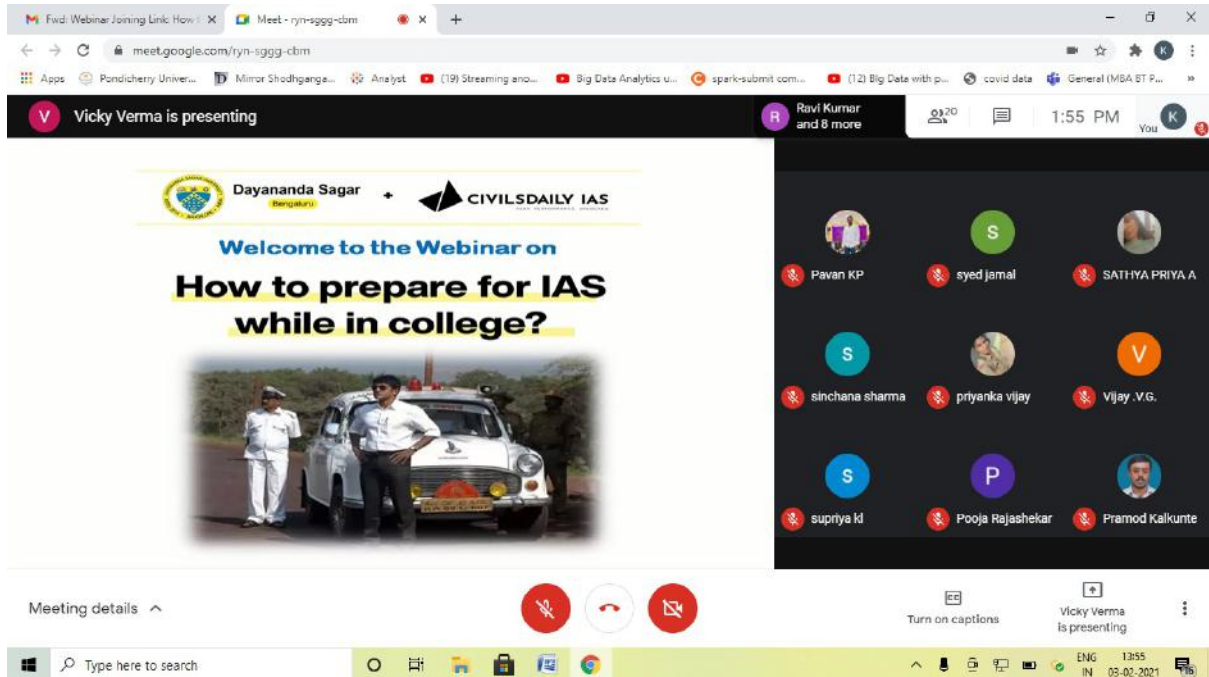 Fwd: Webinar Joining Link: How
Meet - ryn-sggg-cbm
meet.google.com/ryn-sggg-cbm
K
Apps
Pondicherry Univer...
Mirror Shodhganga...
Analyst
(19) Streaming ano...
Big Data Analytics u...
spark-submit com...
(12) Big Data with p...
covid data
General (MBA BT P...
V
Vicky Verma is presenting
R
Ravi Kumar
and 8 more
20
1:55 PM
You
K
Dayananda Sagar
Bengaluru
+
CIVILSDAILY IAS
Welcome to the Webinar on
How to prepare for IAS
while in college?
Pavan KP
s
syed jamal
SATHYA PRIYA A
s
sinchana sharma
priyanka vijay
V
Vijay .V.G.
s
supriya kl
P
Pooja Rajashekar
Pramod Kalkunte
Meeting details
CC
Turn on captions
Vicky Verma
is presenting
Type here to search
ENG
IN
13:55
03-02-2021
16